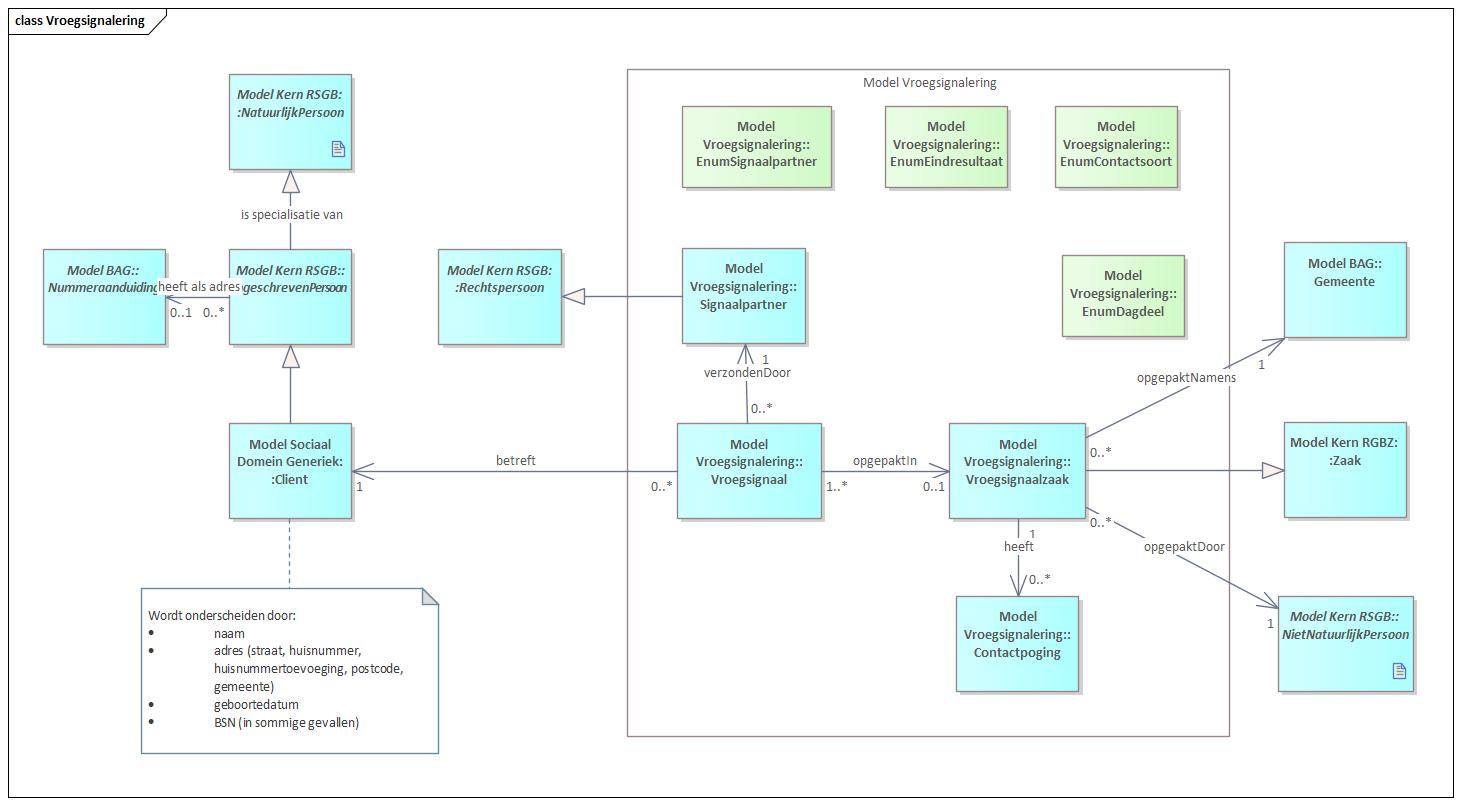 class Vroegsignalering
Model Kern RSGB:
:NatuurlijkPersoon
is specialisatie van
Model BAG::
Nummeraanduiding
heeft als adres
0..1
0..*
Model Kern RSGB::
geschrevenPersoon
Model Kern RSGB:
:Rechtspersoon
Model Sociaal
Domein Generiek:
:Client
Wordt onderscheiden door:
• naam
• adres (straat, huisnummer,
huisnummertoevoeging, postcode,
gemeente)
• geboortedatum
• BSN (in sommige gevallen)
betreft
1
0..*
Model Vroegsignalering
Model
Vroegsignalering::
EnumSignaalpartner
Model
Vroegsignalering::
EnumEindresultaat
Model
Vroegsignalering::
EnumContactsoort
Model
Vroegsignalering::
Signaalpartner
Model
Vroegsignalering::
EnumDagdeel
1
verzondenDoor
0..*
Model
Vroegsignalering::
Vroegsignaal
opgepaktIn
1..*
0..1
Model
Vroegsignalering::
Vroegsignaalzaak
1
heeft
0..*
Model
Vroegsignalering::
Contactpoging
Model BAG::
Gemeente
opgepaktNamens
1
0..*
Model Kern RGBZ:
:Zaak
0..*
opgepaktDoor
1
Model Kern RSGB::
NietNatuurlijkPersoon